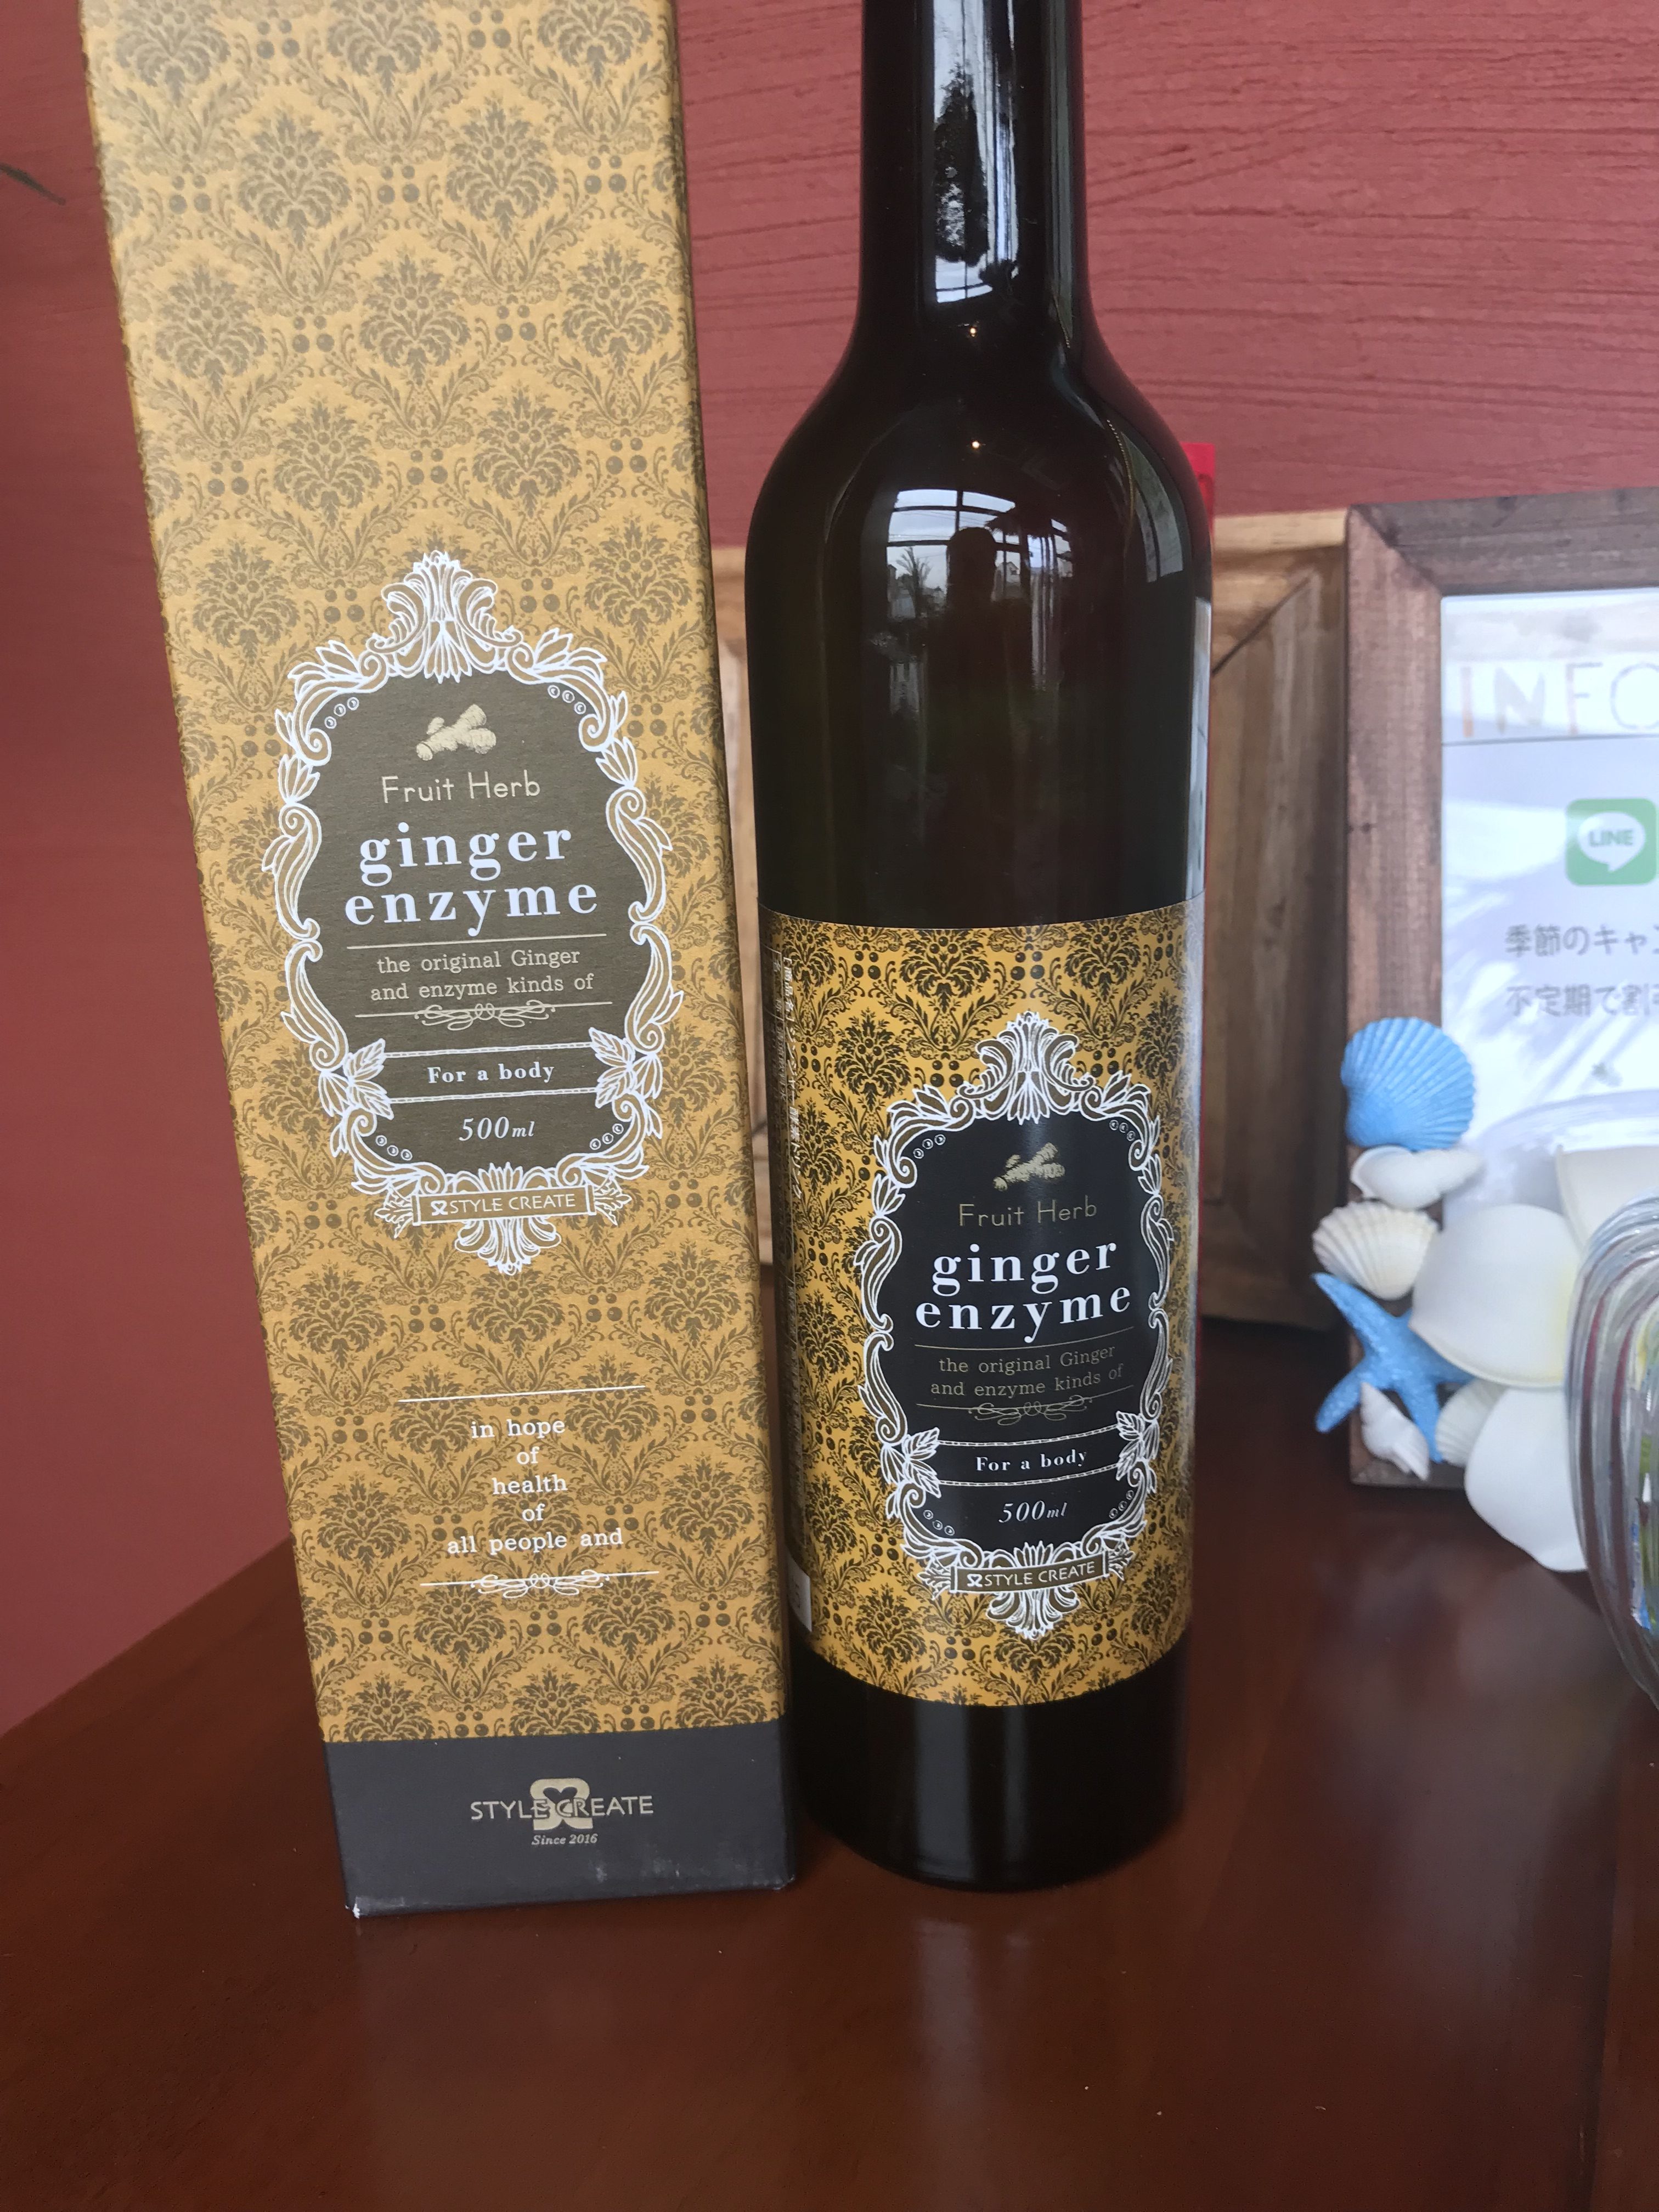 Fruit Herb
ginger
enzyme
the original Ginger
and enzyme kinds of
For a body
500ml
STYLE CREATE
in hope
of
health
of
all people and
STYLE CREATE
Since 2016
Fruit Herb
ginger
enzyme
the original Ginger
and enzyme kinds of
For a body
500ml
STYLE CREATE
INFO
LINE
季節のキャン
不定期で割